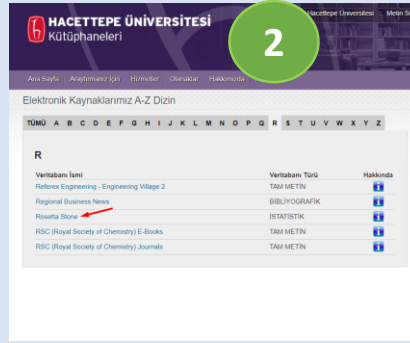 HACETTEPE ÜNİVERSİTESİ
Kütüphaneleri
Hacettepe Üniversitesi Metin
2
Ana Sayfa Araştırmanız İçin Hizmetler Olanaklar Hakkımızda
Elektronik Kaynaklarımız A-Z Dizin
TÜMÜ A B C D E F G H I J K L M N O P Q R S T U V W X Y Z
R
Veritabanı İsmi Veritabanı Türü Hakkında
Referex Engineering - Engineering Village 2 TAM METİN
Regional Business News BİBLİYOGRAFİK
Rosetta Stone İSTATİSTİK
RSC (Royal Society of Chemistry) E-Books TAM METİN
RSC (Royal Society of Chemistry) Journals TAM METİN